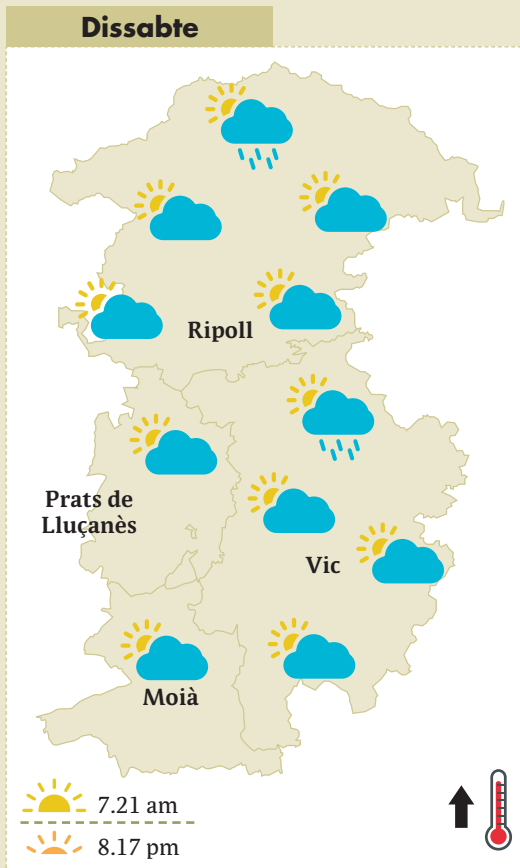 Dissabte
Ripoll
Prats de
Lluçanès
Vic
Moià
7.21 am
8.17 pm